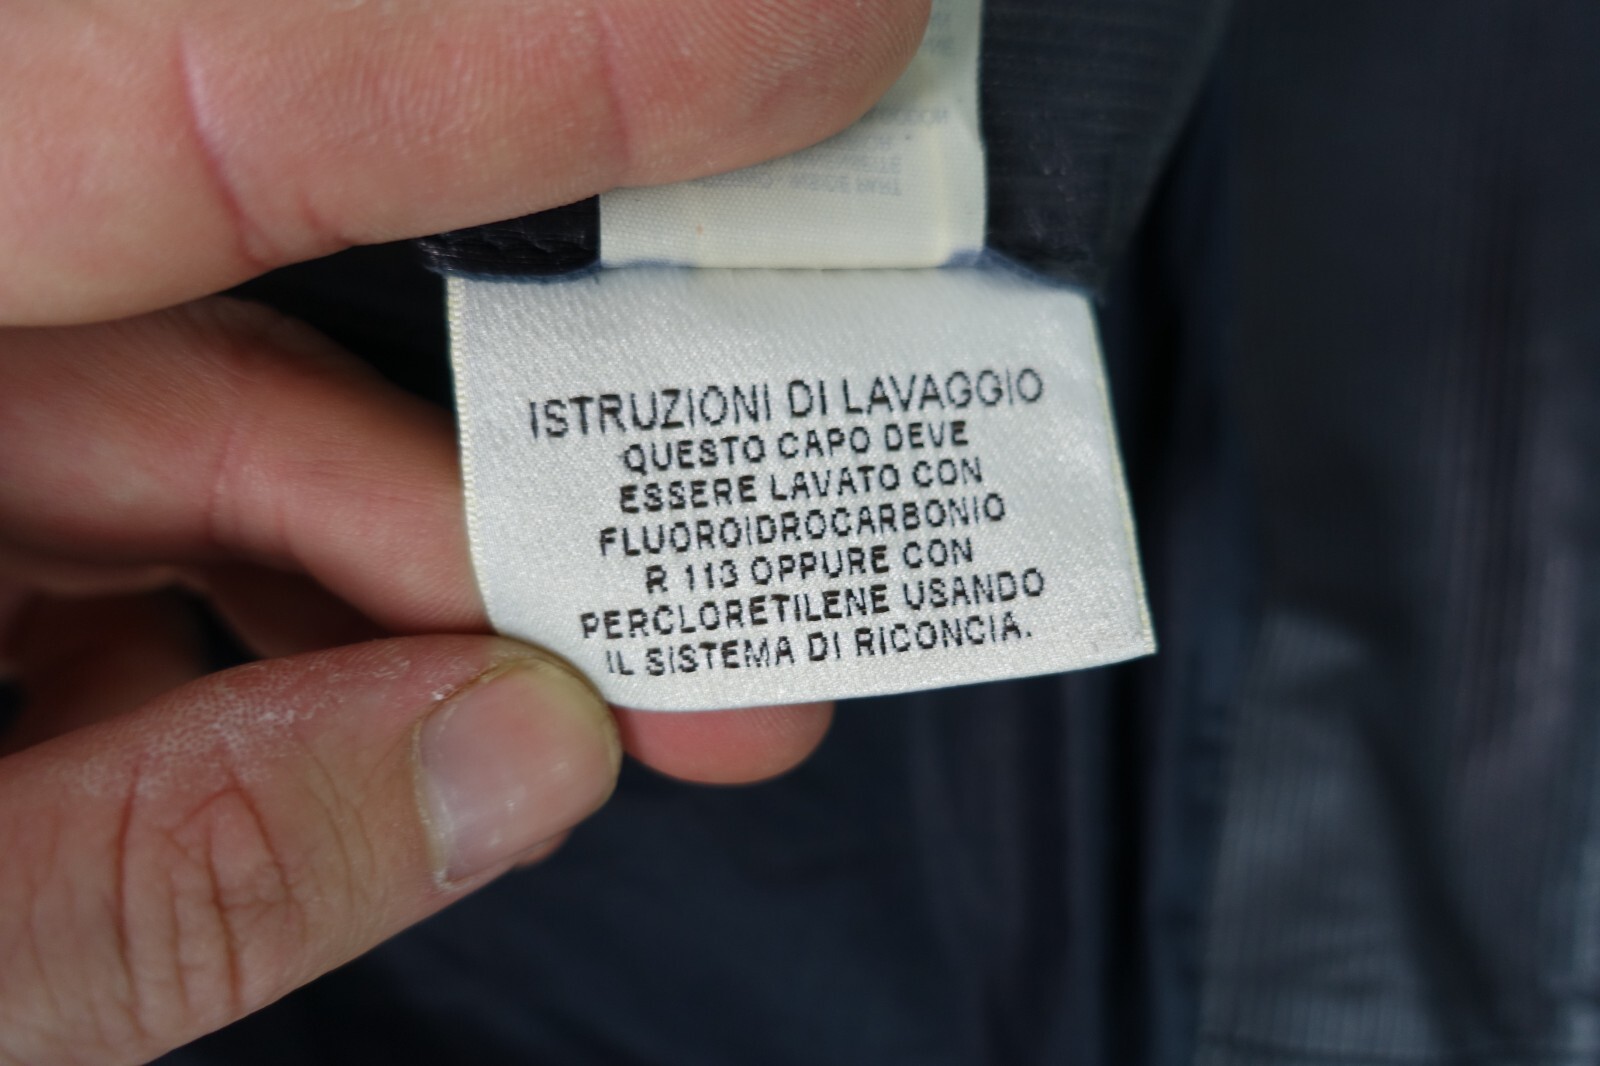 ISTRUZIONI DI LAVAGGIO
QUESTO CAPO DEVE
ESSERE LAVATO CON
FLUOROIDROCARBONIO
R 113 OPPURE CON
PERCLORETILENE USANDO
IL SISTEMA DI RICONCIA.